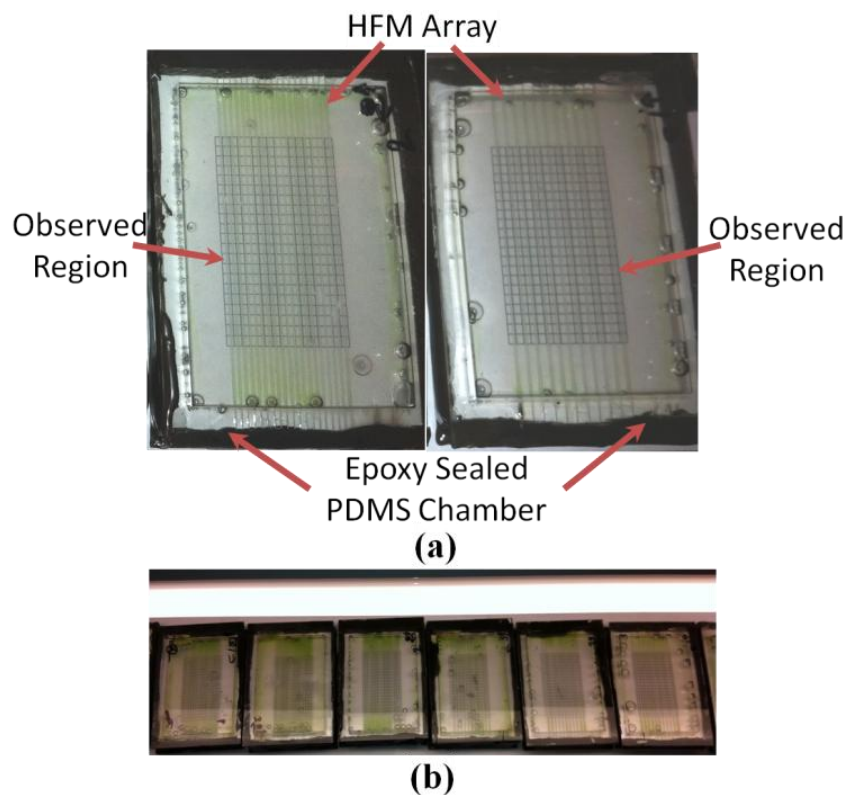 HFM Array
Observed
Region
Observed
Region
Epoxy Sealed
PDMS Chamber
(a)
(b)